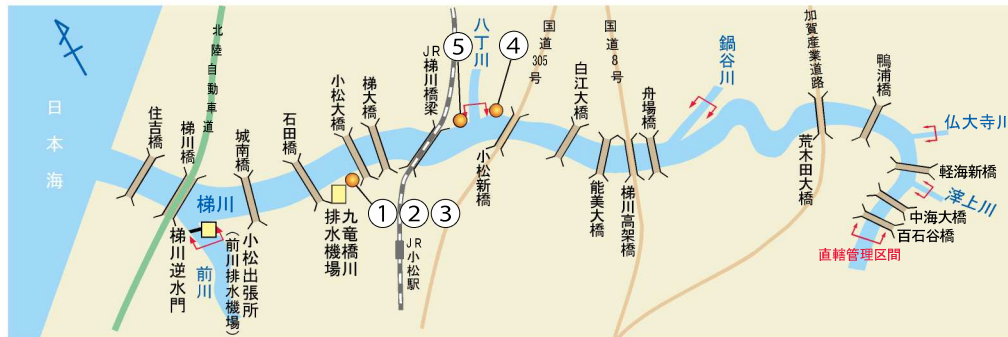 日本海
北陸自動車道
住吉橋
梯川橋
城南橋
石田橋
小松大橋
梯大橋
JR梯川橋梁
⑤
八丁川
④
国道305号
白江大橋
国道8号
舟場橋
鍋谷川
加賀産業道路
鴨浦橋
仏大寺川
梯川
梯川逆水門
前川
小松出張所
(前川排水機場)
九竜橋川
排水機場
① ② ③
JR小松駅
小松新橋
能美大橋
梯川高架橋
荒木田大橋
軽海新橋
滓上川
中海大橋
百石谷橋
直轄管理区間